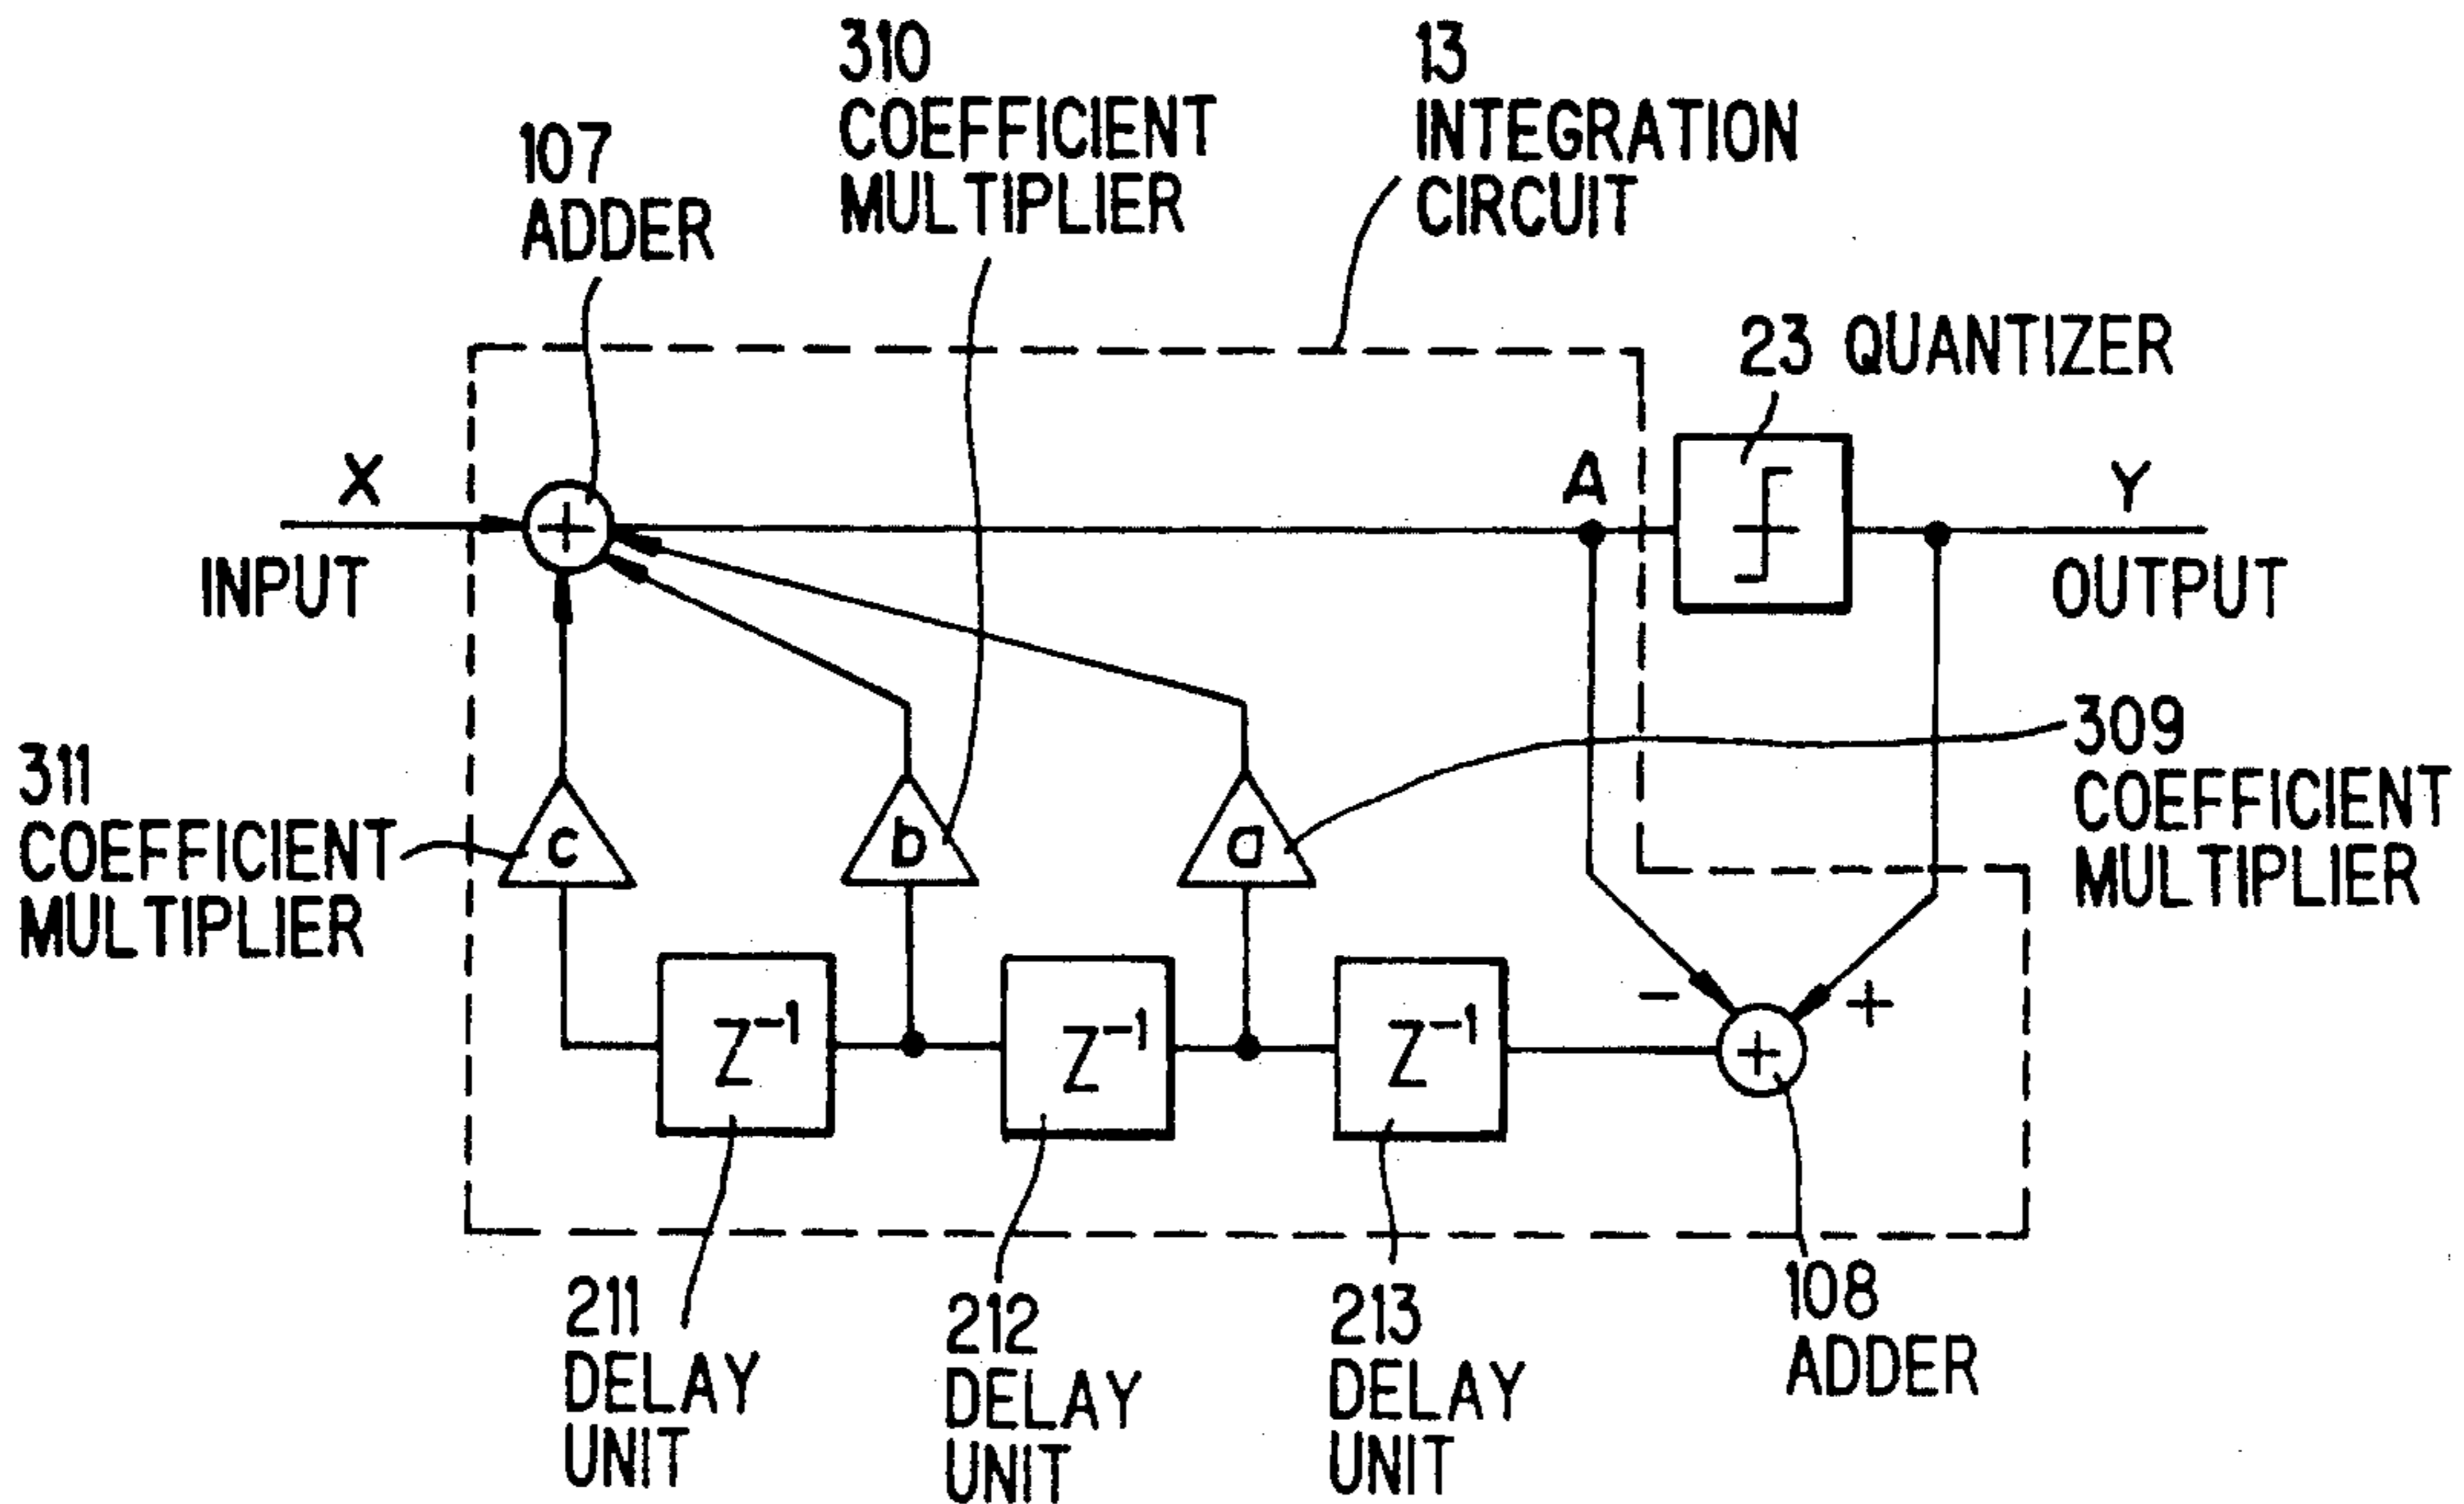 310
COEFFICIENT
MULTIPLIER
13
INTEGRATION
CIRCUIT
107
ADDER
23 QUANTIZER
X
INPUT
+
A
Y
OUTPUT
311
COEFFICIENT
MULTIPLIER
c
b
a
309
COEFFICIENT
MULTIPLIER
Z⁻¹
Z⁻¹
Z⁻¹
−
+
+
211
DELAY
UNIT
212
DELAY
UNIT
213
DELAY
UNIT
108
ADDER